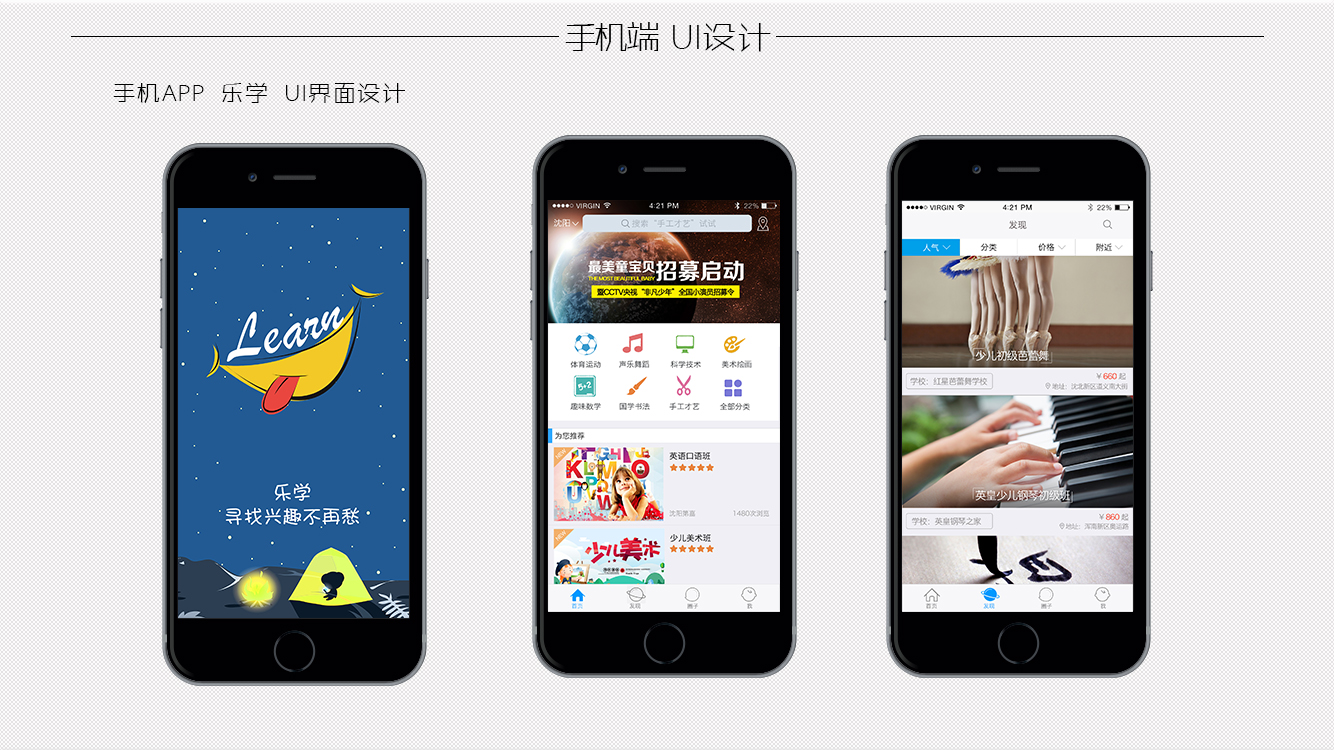 手机端 UI设计
手机APP 乐学 UI界面设计
Learn
乐学
寻找兴趣不再愁
VIRGIN 4:21 PM 22%
沈阳 搜索“手工才艺”试试
最美童宝贝招募启动
THE MOST BEAUTIFUL BABY
暨CCTV央视“非凡少年”全国小演员招募令
体育运动 声乐舞蹈 科学技术 美术绘画
5+2
趣味数学 国学书法 手工才艺 全部分类
为您推荐
NEW
英语口语班
1480次浏览
NEW
少儿美术
少儿美术班
首页 发现 圈子 我
VIRGIN 4:21 PM 22%
发现
人气 分类 价格 附近
少儿初级芭蕾舞
¥660 起
学校：红星芭蕾舞学校
地址：沈北新区道义南大街
英皇少儿钢琴初级班
¥860 起
学校：英皇钢琴之家
地址：浑南新区奥运路
首页 发现 圈子 我